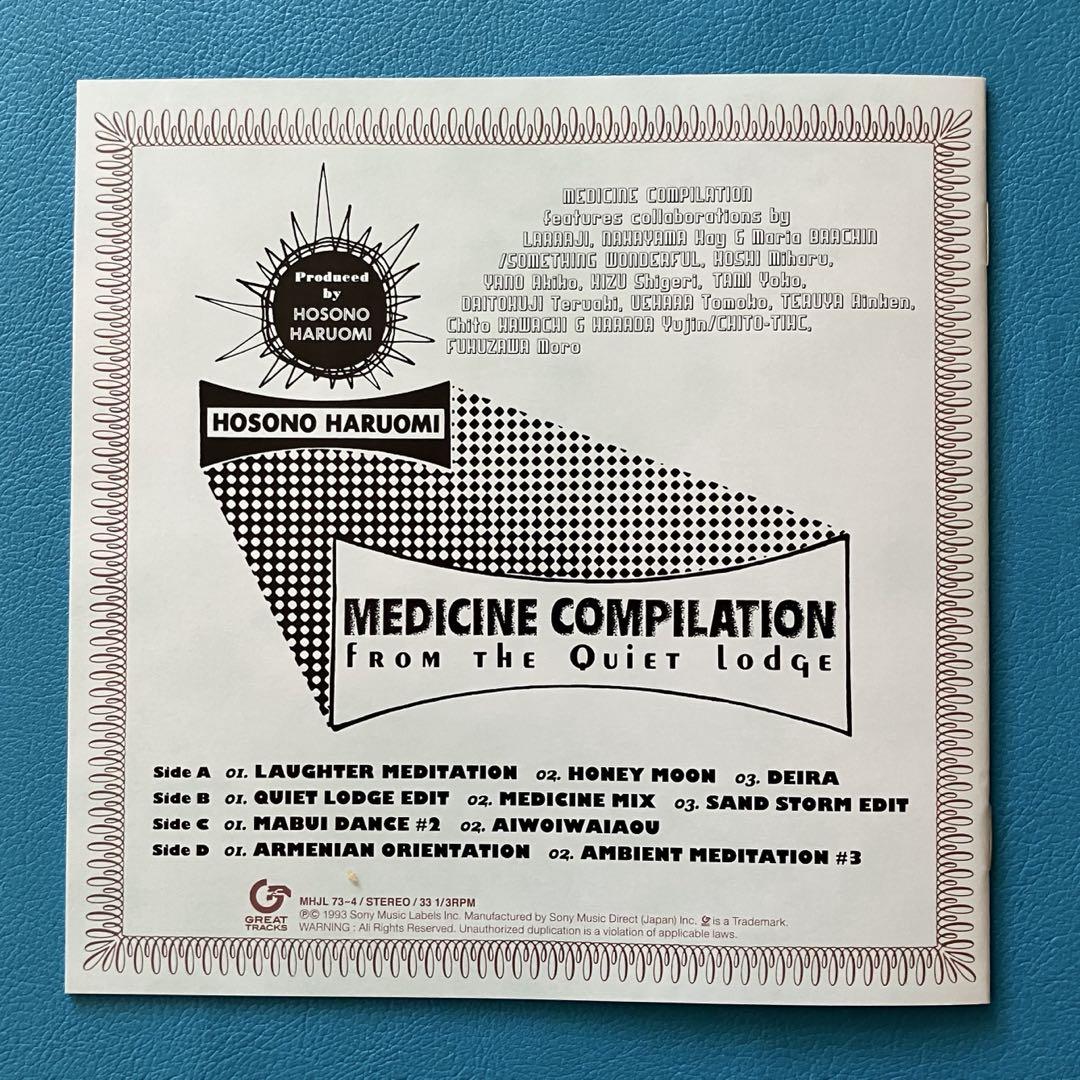 Produced
by
HOSONO
HARUOMI
MEDICINE COMPILATION
features collaborations by
LARAAJI, NAKAYAMA Kay & Maria BAACHIN
/SOMETHING WONDERFUL, HOSHI Miharu,
YANO Akiko, KIZU Shigeri, TAMI Yoko,
DAITOKUJI Teruaki, UEHARA Tomoko, TERUYA Rinken,
Chito KAWACHI & HARADA Yujin/CHITO-TIHC,
FUKUZAWA Moro
HOSONO HARUOMI
MEDICINE COMPILATION
FROM THE QUIET Lodge
Side A 01. LAUGHTER MEDITATION 02. HONEY MOON 03. DEIRA
Side B 01. QUIET LODGE EDIT 02. MEDICINE MIX 03. SAND STORM EDIT
Side C 01. MABUI DANCE #2 02. AIWOIWAIAOU
Side D 01. ARMENIAN ORIENTATION 02. AMBIENT MEDITATION #3
GREAT
TRACKS
MHJL 73~4 / STEREO / 33 1/3RPM
℗© 1993 Sony Music Labels Inc. Manufactured by Sony Music Direct (Japan) Inc. is a Trademark.
WARNING : All Rights Reserved. Unauthorized duplication is a violation of applicable laws.